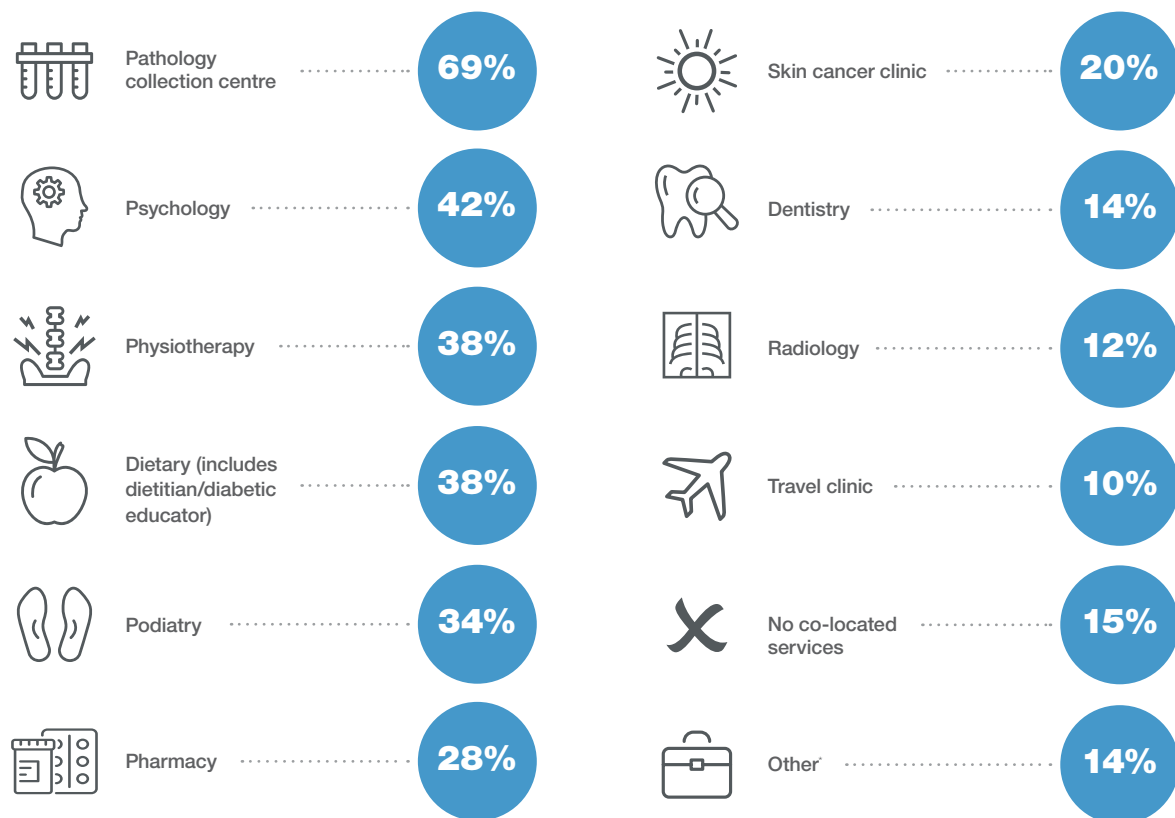 Pathology
collection centre
69%
Psychology
42%
Physiotherapy
38%
Dietary (includes
dietitian/diabetic
educator)
38%
Podiatry
34%
Pharmacy
28%
Skin cancer clinic
20%
Dentistry
14%
Radiology
12%
Travel clinic
10%
No co-located
services
15%
Other*
14%